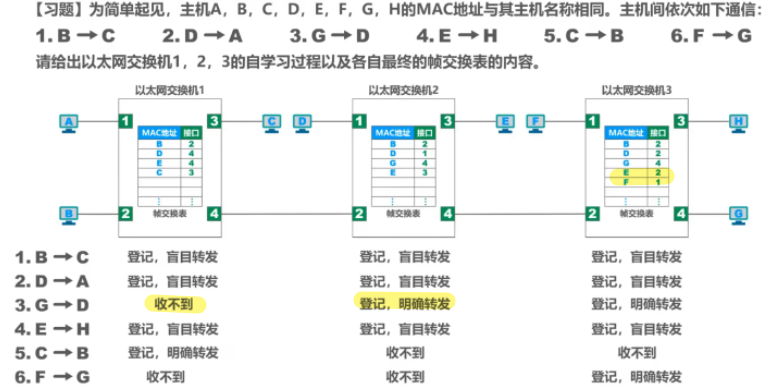 【习题】为简单起见，主机A，B，C，D，E，F，G，H的MAC地址与其主机名称相同。主机间依次如下通信：
1. B → C 2. D → A 3. G → D 4. E → H 5. C → B 6. F → G
请给出以太网交换机1，2，3的自学习过程以及各自最终的帧交换表的内容。
以太网交换机1 以太网交换机2 以太网交换机3
A 1 3 C D 1 3 E F 1 3 H
MAC地址 接口 MAC地址 接口 MAC地址 接口
B 2 B 2 B 2
D 4 D 1 D 2
E 4 G 4 G 4
C 3 E 3 E 2
F 1
⋮ ⋮ ⋮ ⋮ ⋮ ⋮
B 2 帧交换表 4 2 帧交换表 4 2 帧交换表 4 G
1. B → C 登记，盲目转发 登记，盲目转发 登记，盲目转发
2. D → A 登记，盲目转发 登记，盲目转发 登记，盲目转发
3. G → D 收不到 登记，明确转发 登记，明确转发
4. E → H 登记，盲目转发 登记，盲目转发 登记，盲目转发
5. C → B 登记，明确转发 收不到 收不到
6. F → G 收不到 收不到 登记，明确转发